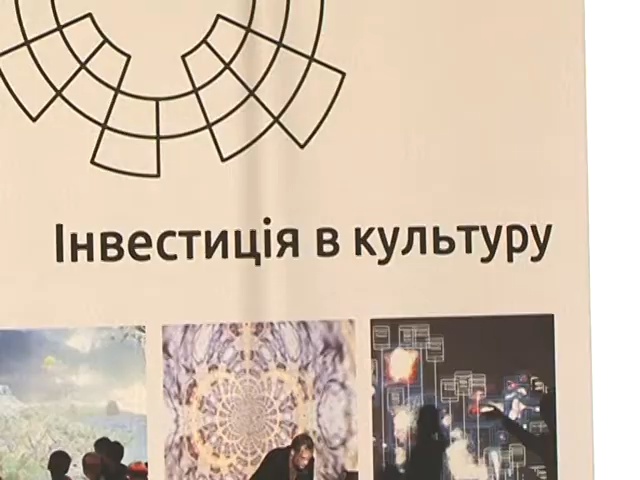 Інвестиція в культуру